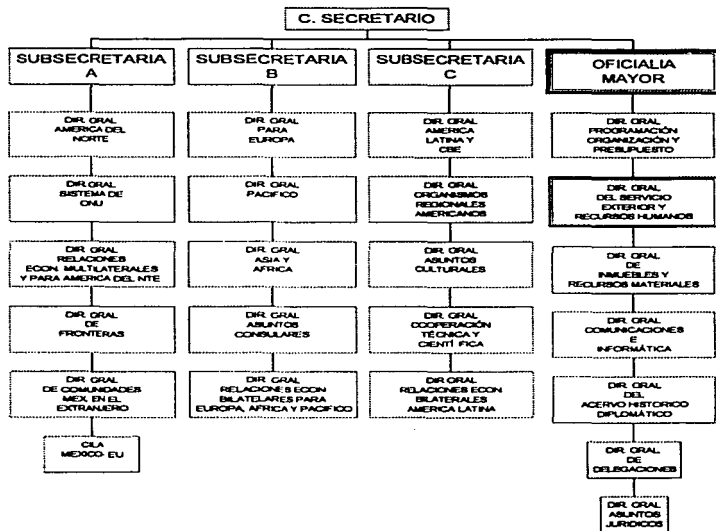 C. SECRETARIO
SUBSECRETARIA
A
DIR. GRAL
AMERICA DEL
NORTE
DIR. GRAL
SISTEMA DE
ONU
DIR. GRAL
RELACIONES
ECON. MULTILATERALES
Y PARA AMERICA DEL NTE
DIR. GRAL
DE
FRONTERAS
DIR. GRAL
DE COMUNIDADES
MEX. EN EL
EXTRANJERO
CILA
MEXICO-EU
SUBSECRETARIA
B
DIR. GRAL
PARA
EUROPA
DIR. GRAL
PACIFICO
DIR. GRAL
ASIA Y
AFRICA
DIR. GRAL
ASUNTOS
CONSULARES
DIR. GRAL
RELACIONES ECON
BILATELARES PARA
EUROPA, AFRICA Y PACIFICO
SUBSECRETARIA
C
DIR. GRAL
AMERICA
LATINA Y
CBE
DIR. GRAL
ORGANISMOS
REGIONALES
AMERICANOS
DIR. GRAL
ASUNTOS
CULTURALES
DIR. GRAL
COOPERACIÓN
TÉCNICA Y
CIENTÍ FICA
DIR. GRAL
RELACIONES ECON
BILATERALES
AMERICA LATINA
OFICIALIA
MAYOR
DIR. GRAL
PROGRAMACIÓN
ORGANIZACIÓN Y
PRESUPUESTO
DIR. GRAL
DEL SERVICIO
EXTERIOR Y
RECURSOS HUMANOS
DIR. GRAL
DE
INMUEBLES Y
RECURSOS MATERIALES
DIR. GRAL
COMUNICACIONES
E
INFORMÁTICA
DIR. GRAL
DEL
ACERVO HISTORICO
DIPLOMÁTICO
DIR. GRAL
DE
DELEGACIONES
DIR. GRAL
ASUNTOS
JURIDICOS